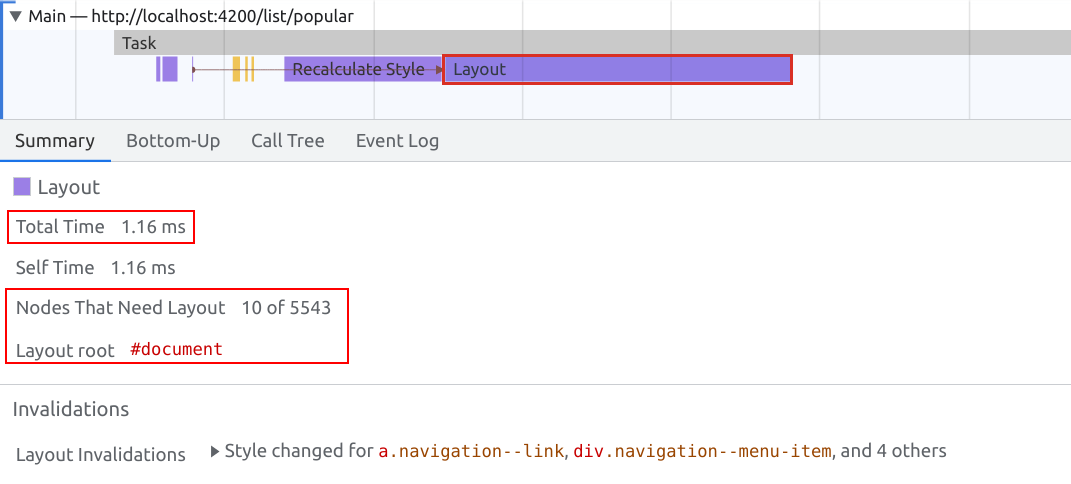 ▼ Main — http://localhost:4200/list/popular
Task
Recalculate Style Layout
Summary Bottom-Up Call Tree Event Log
Layout
Total Time 1.16 ms
Self Time 1.16 ms
Nodes That Need Layout 10 of 5543
Layout root #document
Invalidations
Layout Invalidations ▶ Style changed for a.navigation--link, div.navigation--menu-item, and 4 others